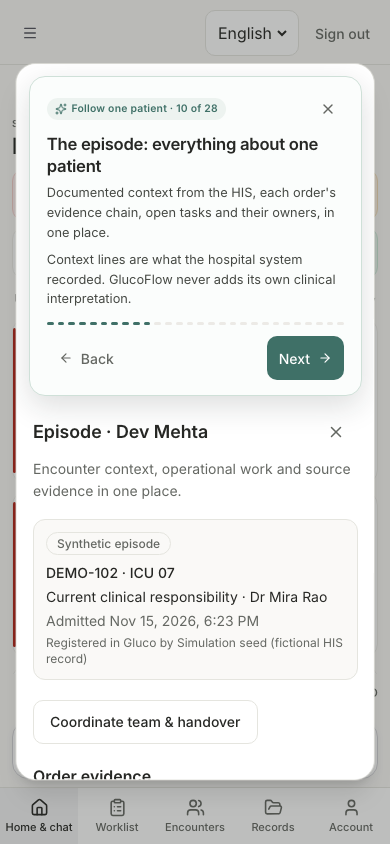 English
Sign out
Follow one patient · 10 of 28
The episode: everything about one
patient
Documented context from the HIS, each order's
evidence chain, open tasks and their owners, in
one place.
Context lines are what the hospital system
recorded. GlucoFlow never adds its own clinical
interpretation.
Back
Next
Episode · Dev Mehta
Encounter context, operational work and source
evidence in one place.
Synthetic episode
DEMO-102 · ICU 07
Current clinical responsibility · Dr Mira Rao
Admitted Nov 15, 2026, 6:23 PM
Registered in Gluco by Simulation seed (fictional HIS
record)
Coordinate team & handover
Order evidence
Home & chat
Worklist
Encounters
Records
Account